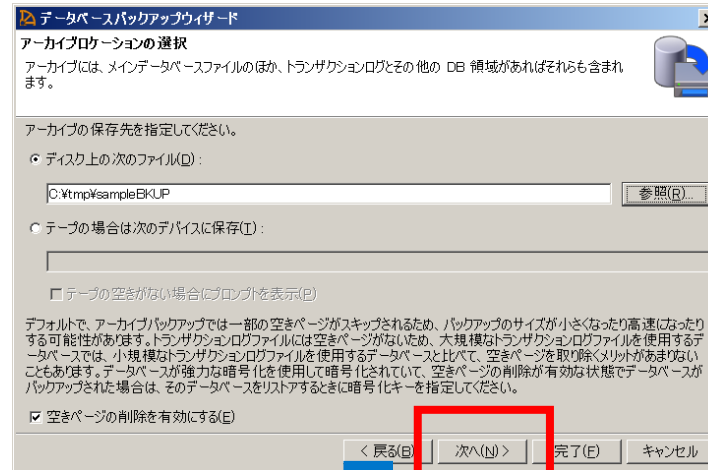 データベースバックアップウィザード
アーカイブロケーションの選択
アーカイブには、メインデータベースファイルのほか、トランザクションログとその他の DB 領域があればそれらも含まれ
ます。
アーカイブの保存先を指定してください。
ディスク上の次のファイル(D):
C:¥tmp¥sampleBKUP
参照(R)...
テープの場合は次のデバイスに保存(T):
テープの空きがない場合にプロンプトを表示(P)
デフォルトで、アーカイブバックアップでは一部の空きページがスキップされるため、バックアップのサイズが小さくなったり高速になったり
する可能性があります。トランザクションログファイルには空きページがないため、大規模なトランザクションログファイルを使用するデ
ータベースでは、小規模なトランザクションログファイルを使用するデータベースと比べて、空きページを取り除くメリットがあまりない
こともあります。データベースが強力な暗号化を使用して暗号化されていて、空きページの削除が有効な状態でデータベースが
バックアップされた場合は、そのデータベースをリストアするときに暗号化キーを指定してください。
空きページの削除を有効にする(E)
< 戻る(B) 次へ(N) > 完了(F) キャンセル